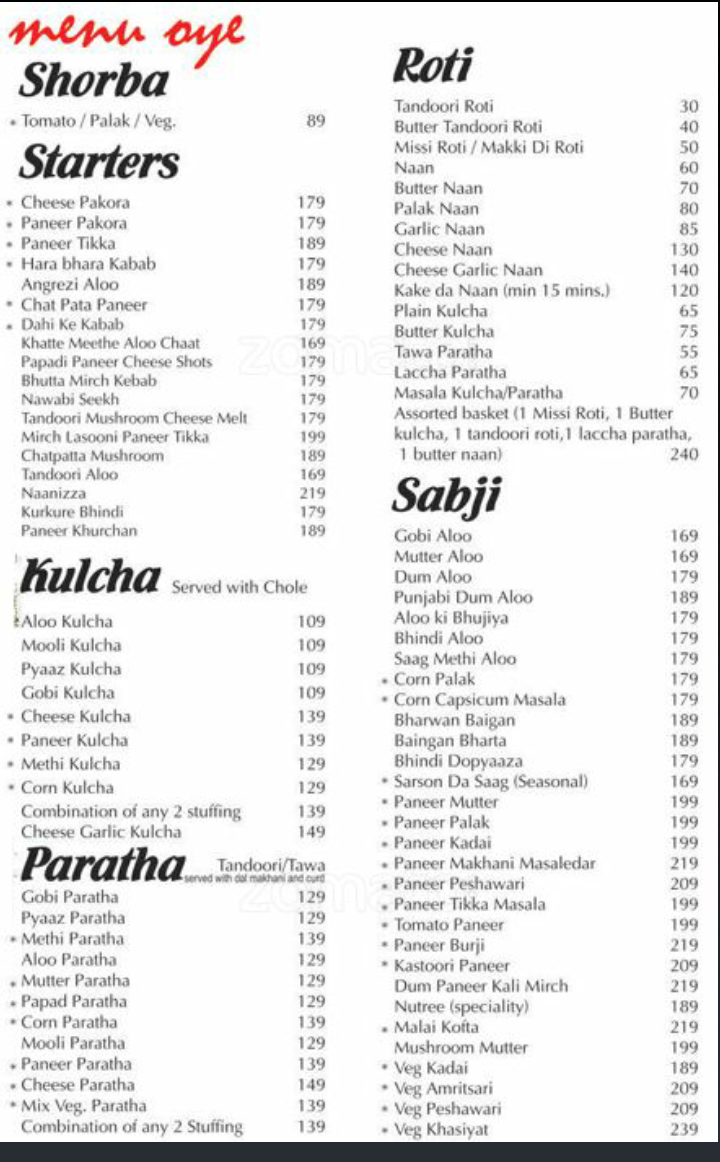 menu oye
Shorba
* Tomato / Palak / Veg. 89
Starters
* Cheese Pakora 179
* Paneer Pakora 179
* Paneer Tikka 189
* Hara bhara Kabab 179
Angrezi Aloo 189
* Chat Pata Paneer 179
* Dahi Ke Kabab 179
Khatte Meethe Aloo Chaat 169
Papadi Paneer Cheese Shots 179
Bhutta Mirch Kebab 179
Nawabi Seekh 179
Tandoori Mushroom Cheese Melt 179
Mirch Lasooni Paneer Tikka 199
Chatpatta Mushroom 189
Tandoori Aloo 169
Naanizza 219
Kurkure Bhindi 179
Paneer Khurchan 189
Kulcha Served with Chole
Aloo Kulcha 109
Mooli Kulcha 109
Pyaaz Kulcha 109
Gobi Kulcha 109
* Cheese Kulcha 139
* Paneer Kulcha 139
* Methi Kulcha 129
* Corn Kulcha 129
Combination of any 2 stuffing 139
Cheese Garlic Kulcha 149
Paratha Tandoori/Tawa
served with dal makhani and curd
Gobi Paratha 129
Pyaaz Paratha 129
* Methi Paratha 139
Aloo Paratha 129
* Mutter Paratha 129
* Papad Paratha 129
* Corn Paratha 139
Mooli Paratha 129
* Paneer Paratha 139
* Cheese Paratha 149
* Mix Veg. Paratha 139
Combination of any 2 Stuffing 139
Roti
Tandoori Roti 30
Butter Tandoori Roti 40
Missi Roti / Makki Di Roti 50
Naan 60
Butter Naan 70
Palak Naan 80
Garlic Naan 85
Cheese Naan 130
Cheese Garlic Naan 140
Kake da Naan (min 15 mins.) 120
Plain Kulcha 65
Butter Kulcha 75
Tawa Paratha 55
Laccha Paratha 65
Masala Kulcha/Paratha 70
Assorted basket (1 Missi Roti, 1 Butter
kulcha, 1 tandoori roti,1 laccha paratha,
1 butter naan) 240
Sabji
Gobi Aloo 169
Mutter Aloo 169
Dum Aloo 179
Punjabi Dum Aloo 189
Aloo ki Bhujiya 179
Bhindi Aloo 179
Saag Methi Aloo 179
* Corn Palak 179
* Corn Capsicum Masala 179
Bharwan Baigan 189
Baingan Bharta 189
Bhindi Dopyaaza 179
* Sarson Da Saag (Seasonal) 169
* Paneer Mutter 199
* Paneer Palak 199
* Paneer Kadai 199
* Paneer Makhani Masaledar 219
* Paneer Peshawari 209
* Paneer Tikka Masala 199
* Tomato Paneer 199
* Paneer Burji 219
* Kastoori Paneer 209
Dum Paneer Kali Mirch 219
Nutree (speciality) 189
* Malai Kofta 219
Mushroom Mutter 199
* Veg Kadai 189
* Veg Amritsari 209
* Veg Peshawari 209
* Veg Khasiyat 239